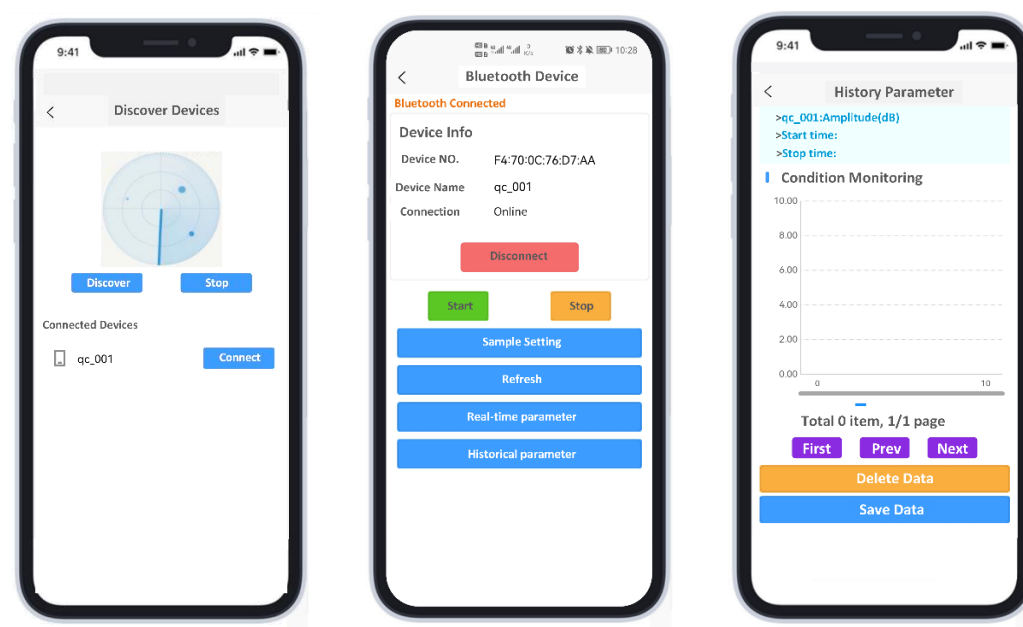 9:41
Discover Devices
Discover
Stop
Connected Devices
qc_001
Connect
10:28
Bluetooth Device
Bluetooth Connected
Device Info
Device NO.
F4:70:0C:76:D7:AA
Device Name
qc_001
Connection
Online
Disconnect
Start
Stop
Sample Setting
Refresh
Real-time parameter
Historical parameter
9:41
History Parameter
>qc_001:Amplitude(dB)
>Start time:
>Stop time:
Condition Monitoring
10.00
8.00
6.00
4.00
2.00
0.00
0
10
Total 0 item, 1/1 page
First
Prev
Next
Delete Data
Save Data